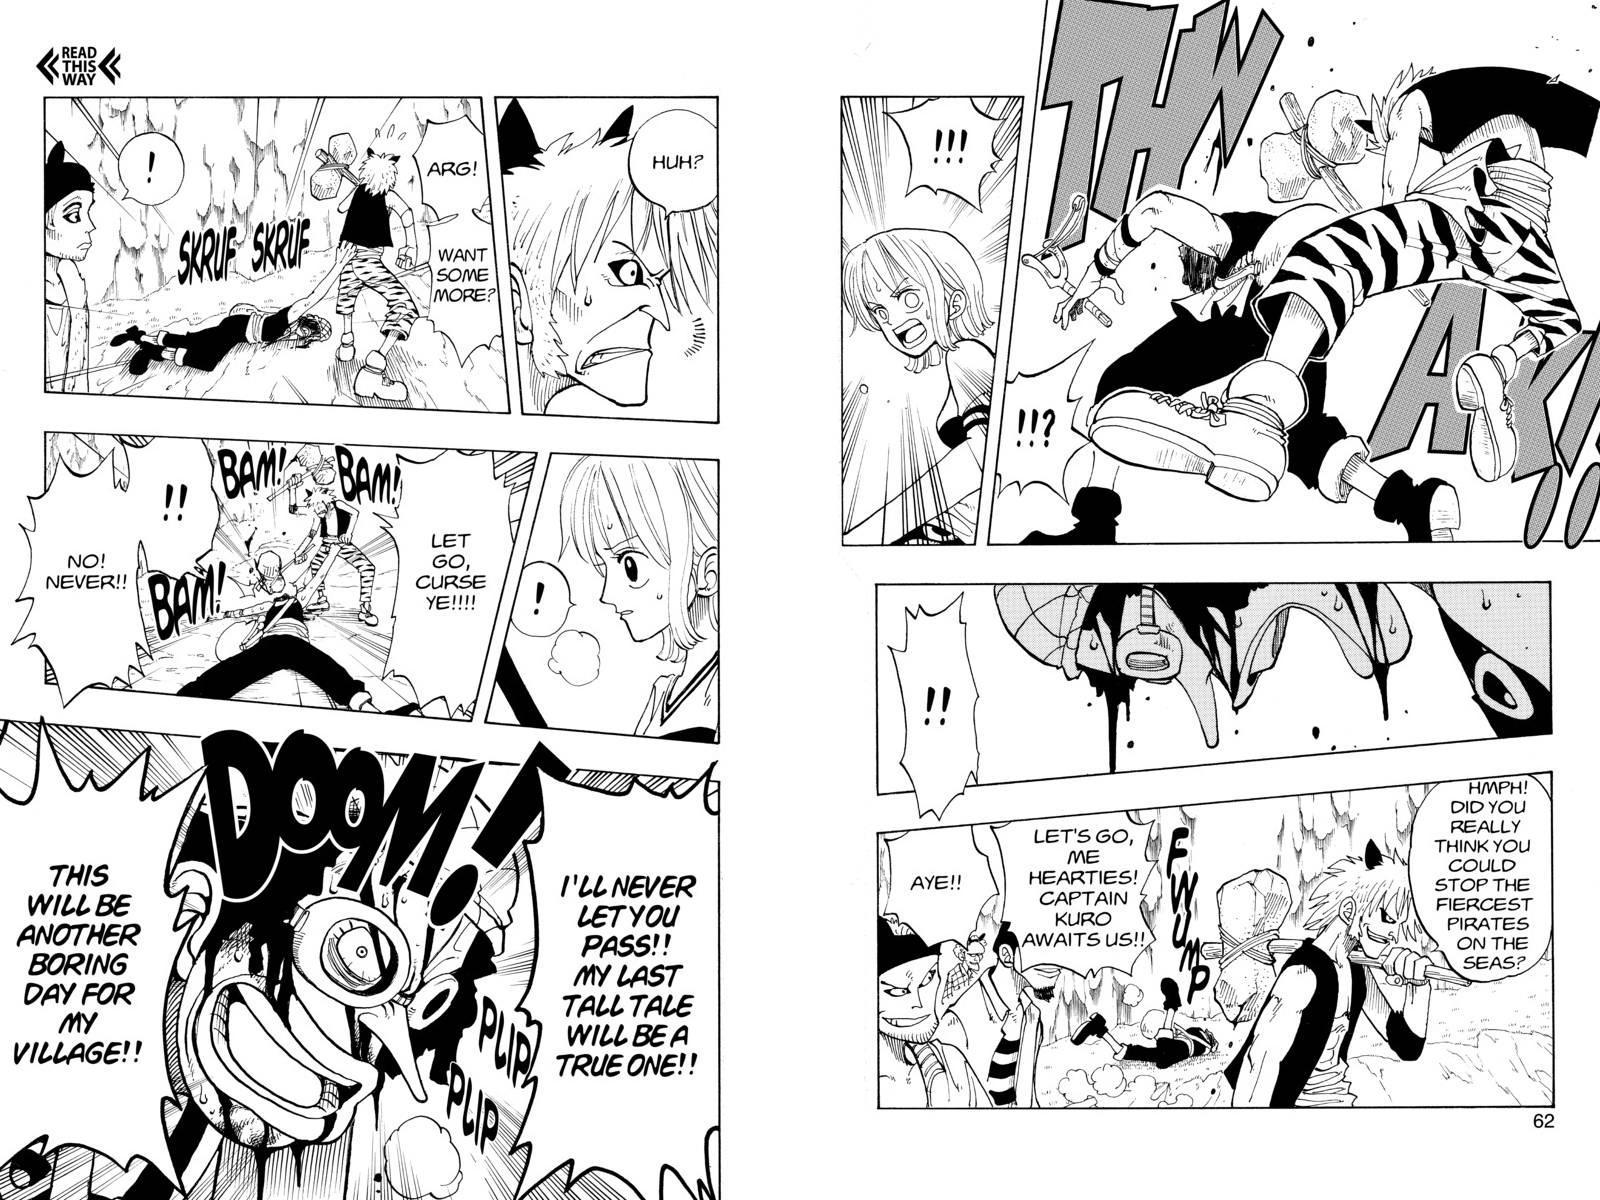 THWAK!!
!!!
!!?
!!
HMPH!
DID YOU
REALLY
THINK YOU
COULD
STOP THE
FIERCEST
PIRATES
ON THE
SEAS?
FWUMP
LET'S GO,
ME
HEARTIES!
CAPTAIN
KURO
AWAITS US!!
AYE!!
62
READ
THIS
WAY
HUH?
ARG!
WANT
SOME
MORE?
SKRUF SKRUF
!
!
LET
GO,
CURSE
YE!!!!
BAM!
BAM!
BAM!
!!
NO!
NEVER!!
DOOM!
I'LL NEVER
LET YOU
PASS!!
MY LAST
TALL TALE
WILL BE A
TRUE ONE!!
PLIP
PLIP
THIS
WILL BE
ANOTHER
BORING
DAY FOR
MY
VILLAGE!!